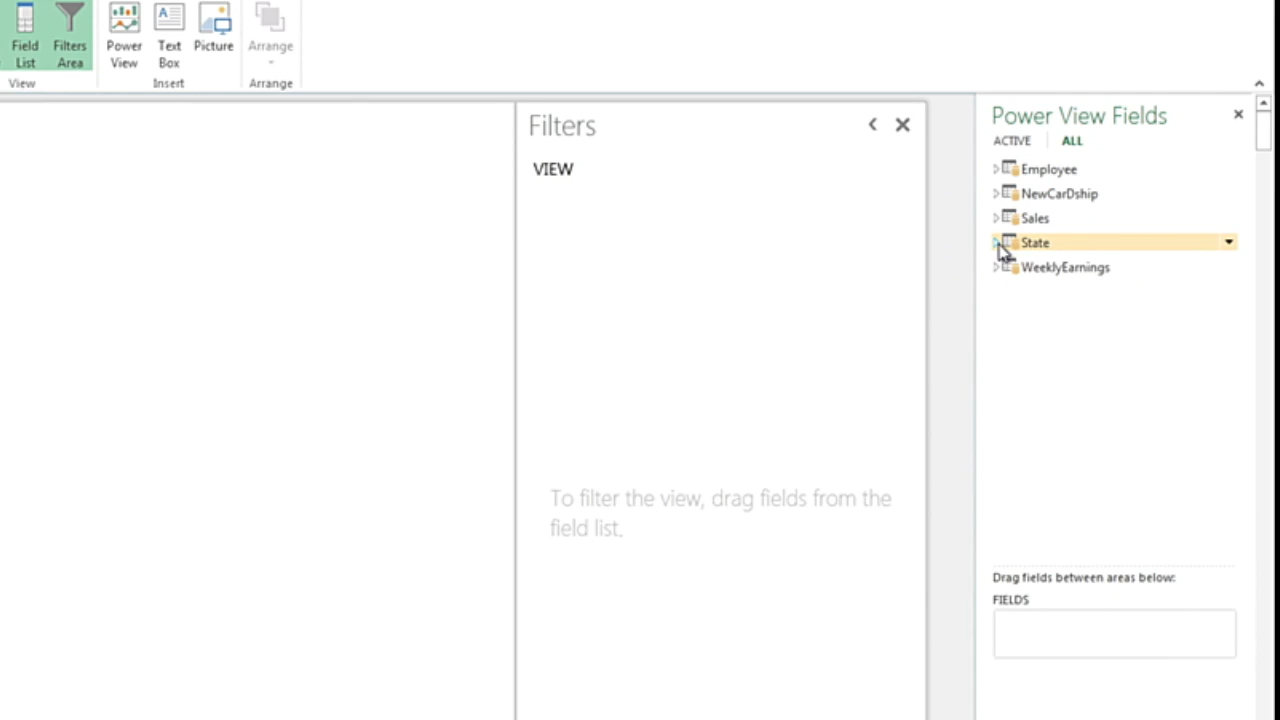 Field List
Filters Area
Power View
Text Box
Picture
Arrange
View
Insert
Arrange
Filters
VIEW
To filter the view, drag fields from the
field list.
Power View Fields
ACTIVE ALL
Employee
NewCarDship
Sales
State
WeeklyEarnings
Drag fields between areas below:
FIELDS